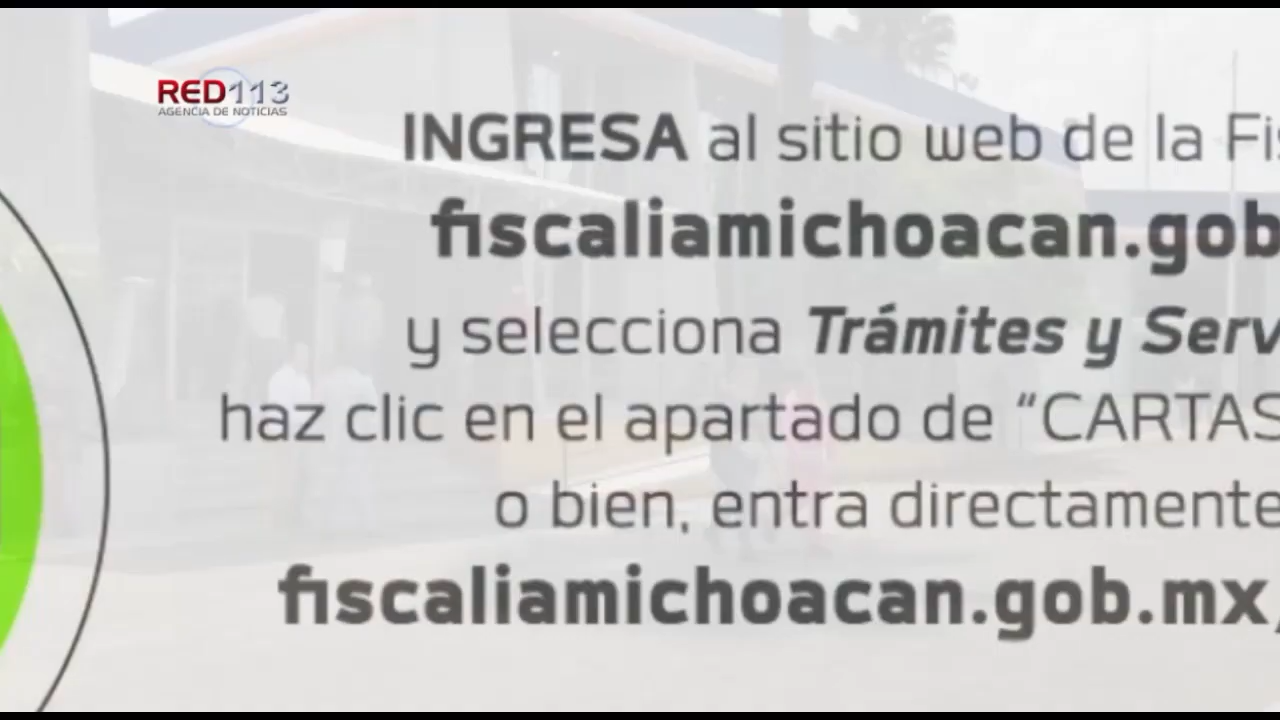 RED113
AGENCIA DE NOTICIAS
INGRESA al sitio web de la
fiscaliamichoacan.gob
y selecciona Trámites y
haz clic en el apartado de “CARTAS
o bien, entra directamente
fiscaliamichoacan.gob.mx